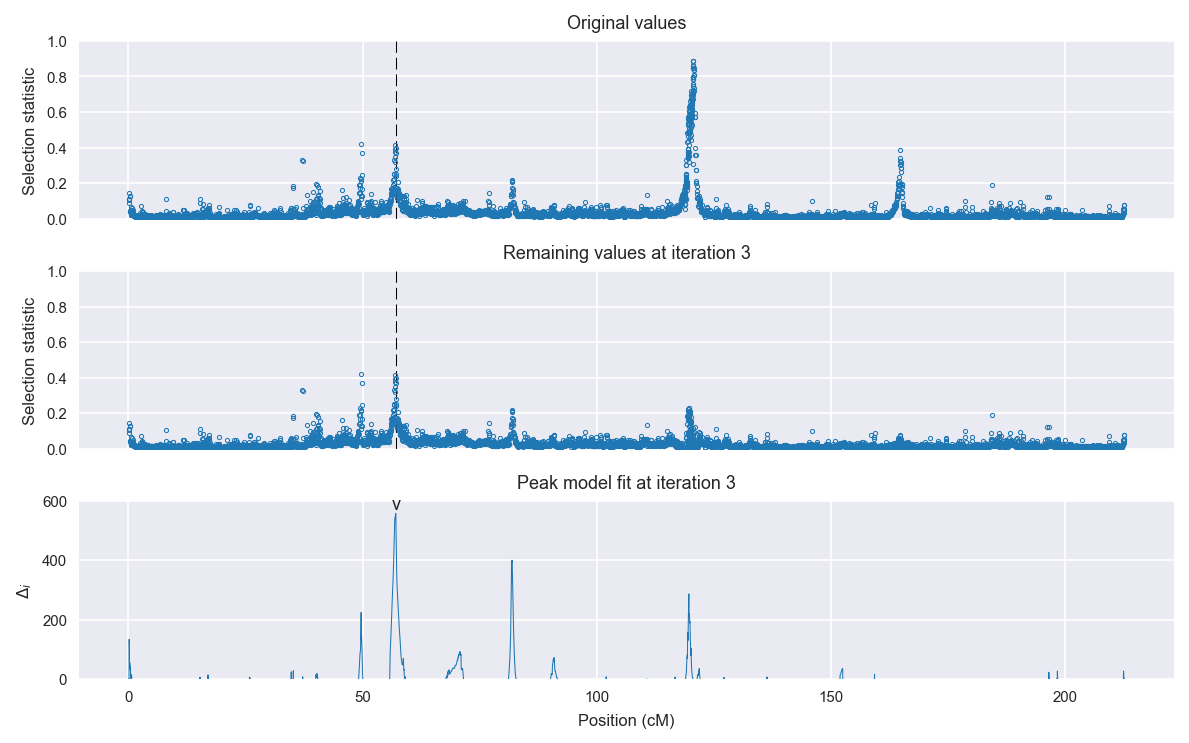 Original values
Selection statistic
1.0
0.8
0.6
0.4
0.2
0.0
Remaining values at iteration 3
Selection statistic
1.0
0.8
0.6
0.4
0.2
0.0
Peak model fit at iteration 3
Δi
600
400
200
0
v
0 50 100 150 200
Position (cM)